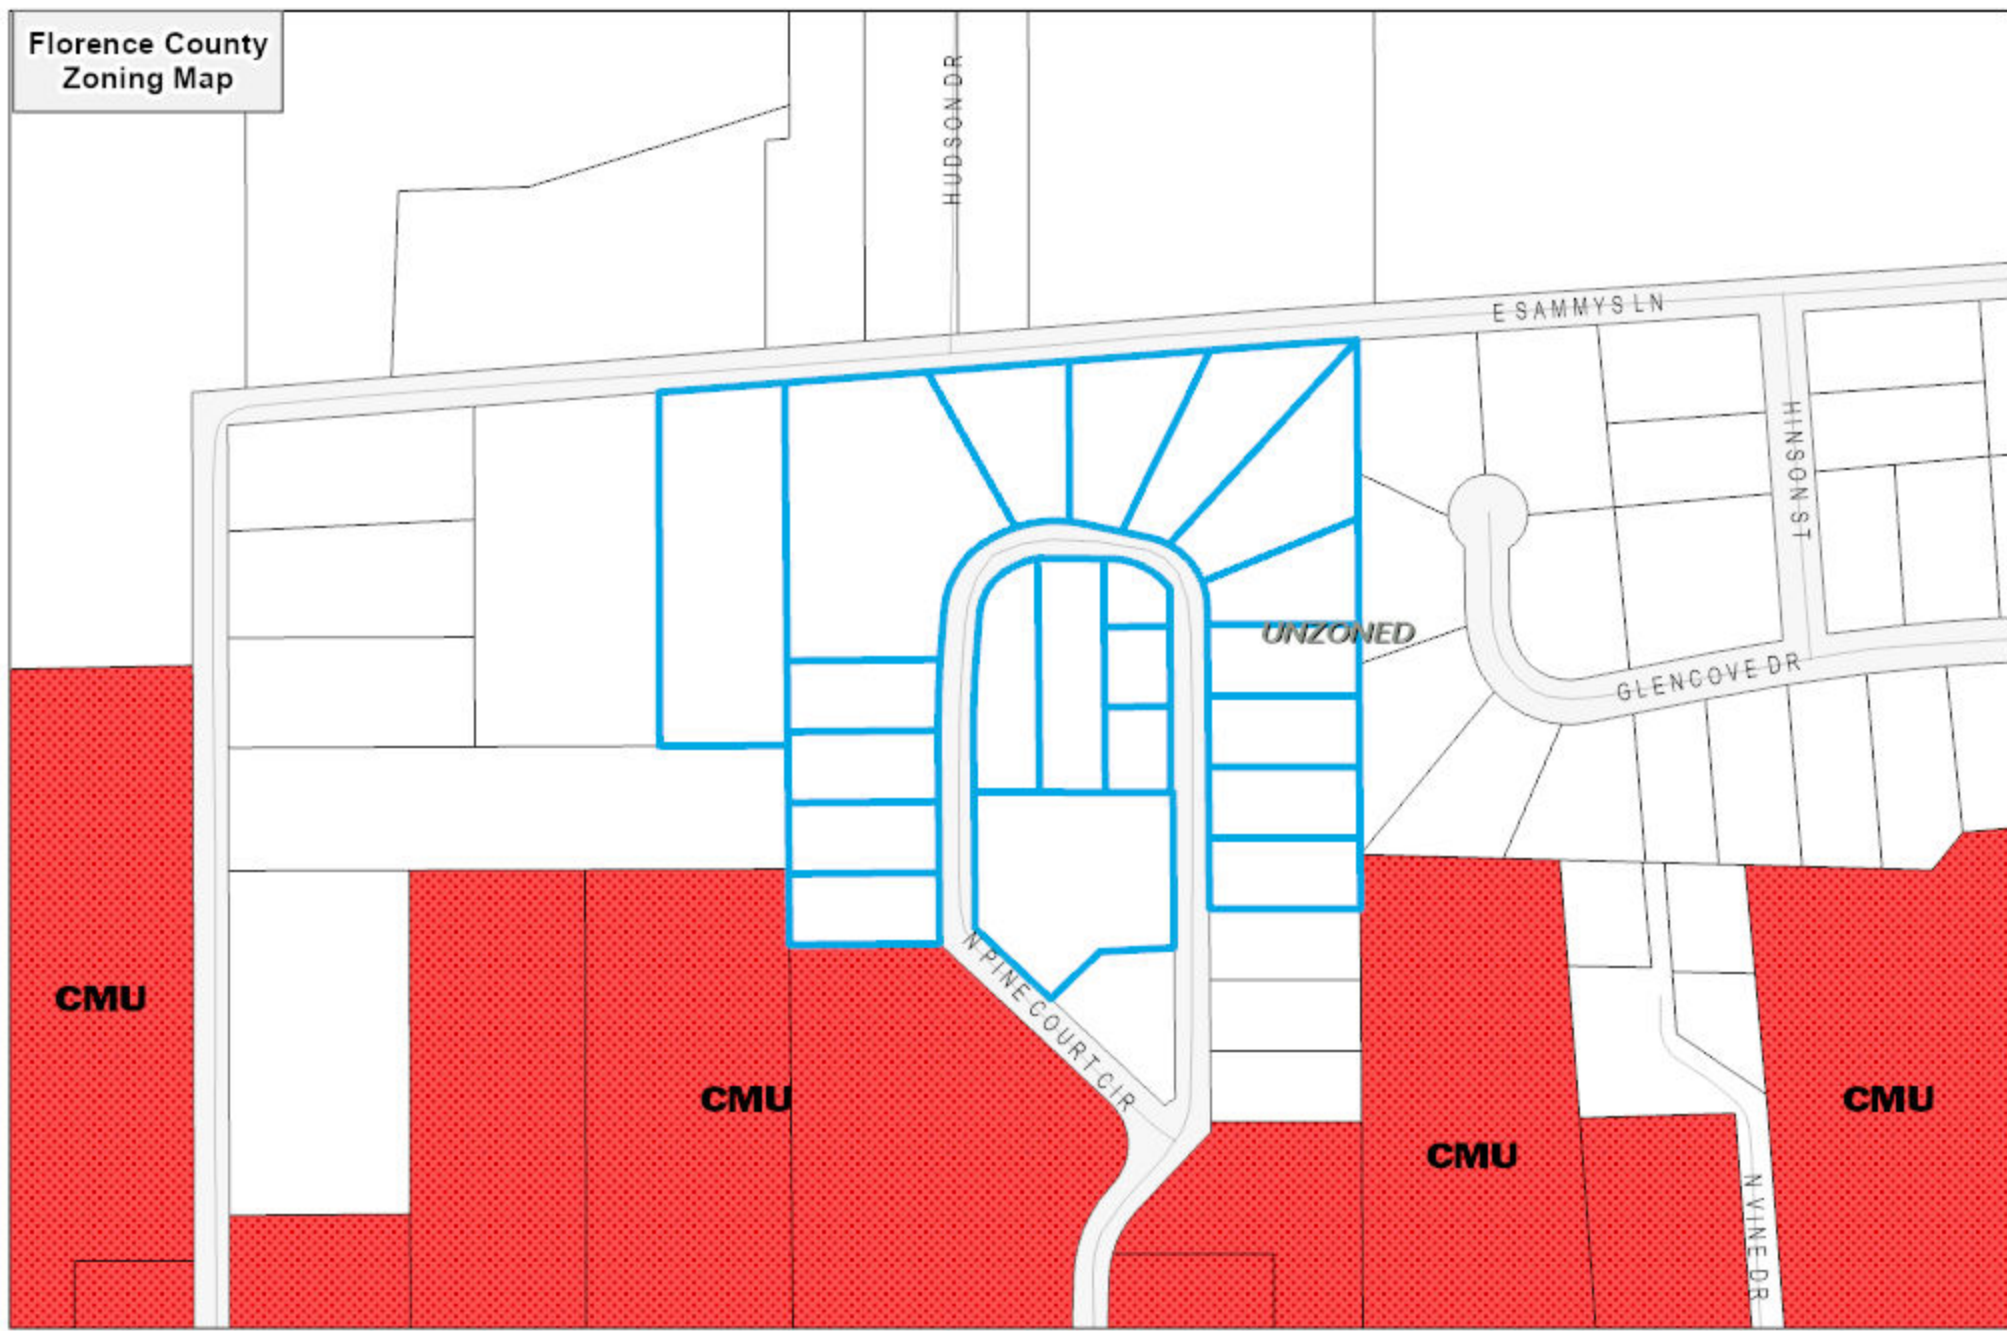 Florence County
Zoning Map
HUDSON DR
E SAMMYS LN
HINSON ST
UNZONED
GLENCOVE DR
CMU
N PINE COURT CIR
CMU
CMU
CMU
N VINE DR